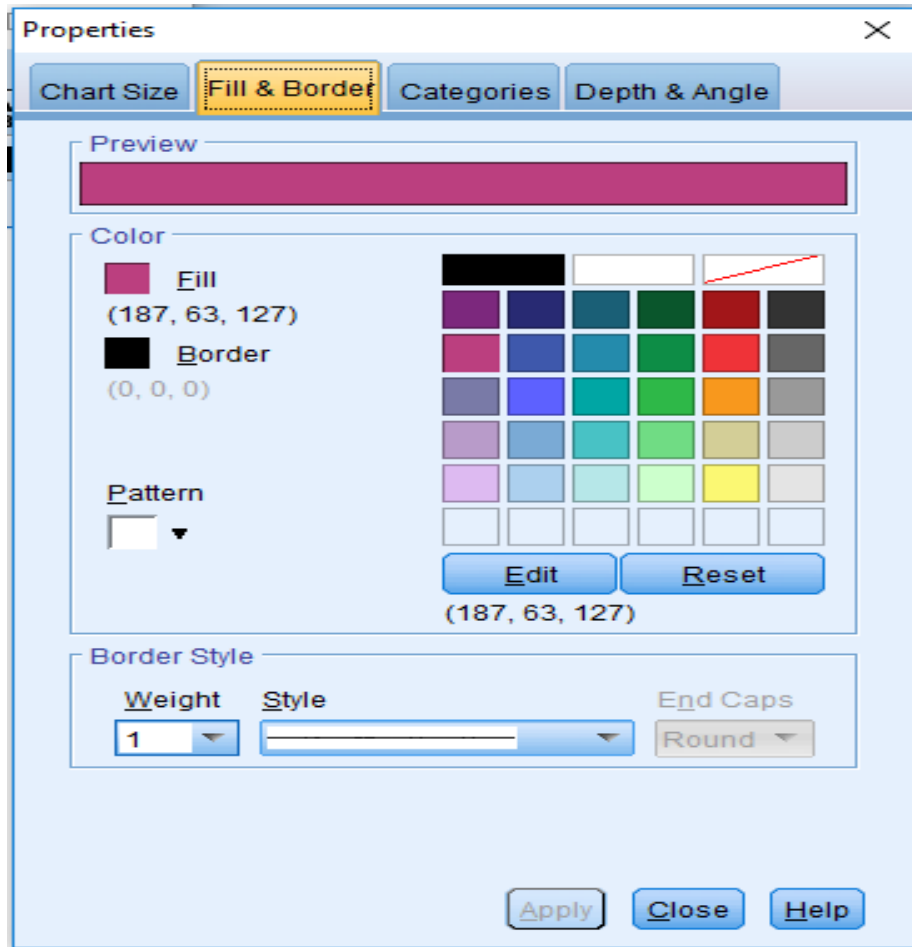 Properties
Chart Size Fill & Border Categories Depth & Angle
Preview
Color
Fill
(187, 63, 127)
Border
(0, 0, 0)
Pattern
Edit Reset
(187, 63, 127)
Border Style
Weight Style End Caps
1 Round
Apply Close Help